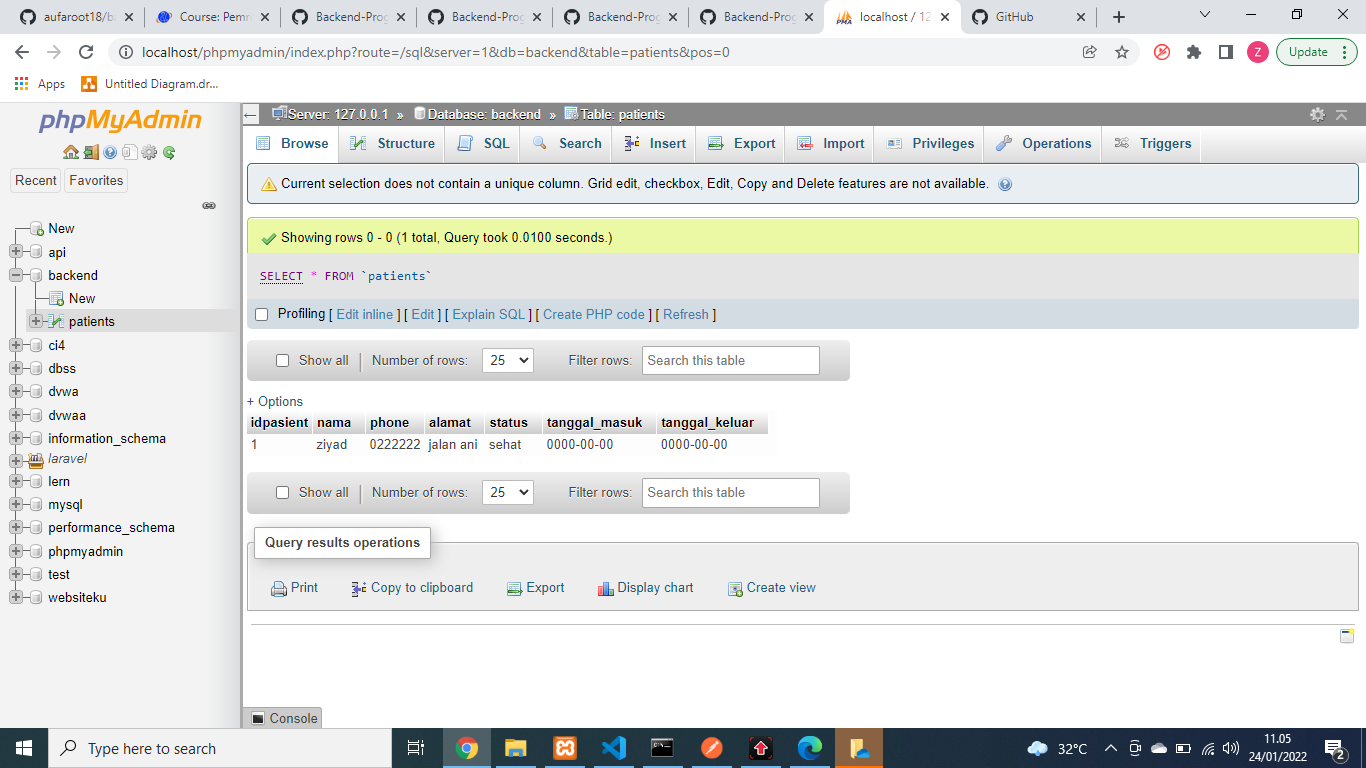 aufaroot18/ba
Course: Pemr
Backend-Prog
Backend-Prog
Backend-Prog
Backend-Prog
localhost / 12
GitHub
localhost/phpmyadmin/index.php?route=/sql&server=1&db=backend&table=patients&pos=0
Z
Update
Apps
Untitled Diagram.dr...
phpMyAdmin
Recent
Favorites
New
api
backend
New
patients
ci4
dbss
dvwa
dvwaa
information_schema
laravel
lern
mysql
performance_schema
phpmyadmin
test
websiteku
Server: 127.0.0.1 » Database: backend » Table: patients
Browse Structure SQL Search Insert Export Import Privileges Operations Triggers
Current selection does not contain a unique column. Grid edit, checkbox, Edit, Copy and Delete features are not available.
Showing rows 0 - 0 (1 total, Query took 0.0100 seconds.)
SELECT * FROM `patients`
Profiling [ Edit inline ] [ Edit ] [ Explain SQL ] [ Create PHP code ] [ Refresh ]
Show all | Number of rows: 25 Filter rows: Search this table
+ Options
idpasient nama phone alamat status tanggal_masuk tanggal_keluar
1 ziyad 0222222 jalan ani sehat 0000-00-00 0000-00-00
Show all | Number of rows: 25 Filter rows: Search this table
Query results operations
Print Copy to clipboard Export Display chart Create view
Console
Type here to search
32°C
11.05
24/01/2022
2